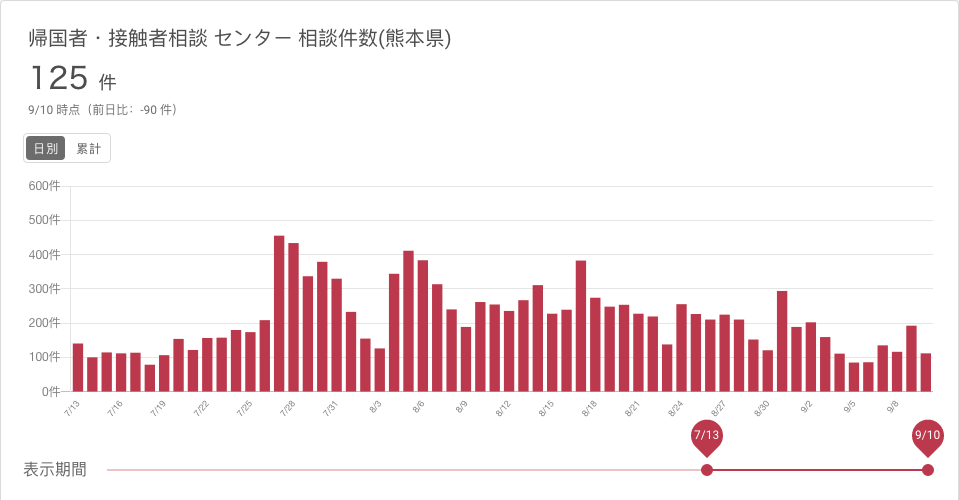 帰国者・接触者相談 センター 相談件数(熊本県)
125 件
9/10 時点（前日比：-90 件）
日別 累計
600件
500件
400件
300件
200件
100件
0件
7/13 7/16 7/19 7/22 7/25 7/28 7/31 8/3 8/6 8/9 8/12 8/15 8/18 8/21 8/24 8/27 8/30 9/2 9/5 9/8
7/13 9/10
表示期間